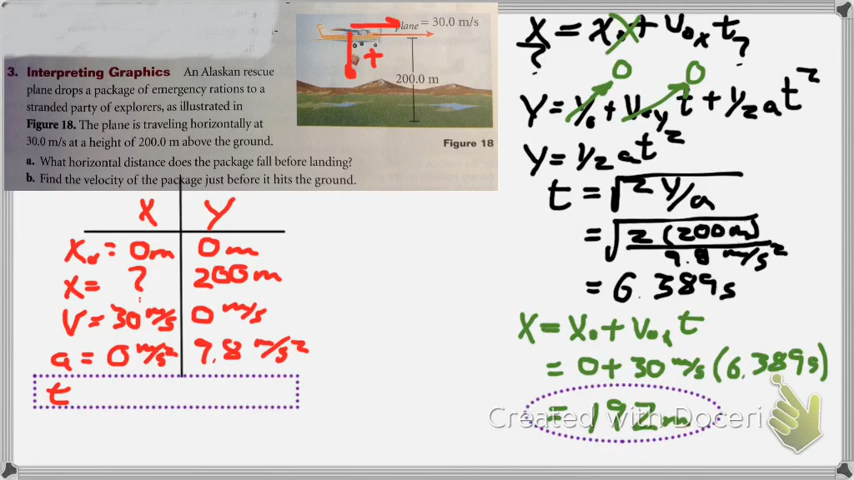 plane = 30.0 m/s
200.0 m
Figure 18
3. Interpreting Graphics An Alaskan rescue
plane drops a package of emergency rations to a
stranded party of explorers, as illustrated in
Figure 18. The plane is traveling horizontally at
30.0 m/s at a height of 200.0 m above the ground.
a. What horizontal distance does the package fall before landing?
b. Find the velocity of the package just before it hits the ground.
+
X Y
X₀ = 0m 0m
X = ? 200m
V = 30 m/s 0 m/s
a = 0 m/s² 9.8 m/s²
t
X = X₀ + V₀ₓ t
? ?
0 0
Y = Y₀ + V₀y t + 1/2 a t²
Y = 1/2 a t²
t = √2Y/a
= √2(200m)
9.8 m/s²
= 6.389s
X = X₀ + V₀ₓ t
= 0 + 30 m/s (6.389s)
= 192m
Created with Doceri